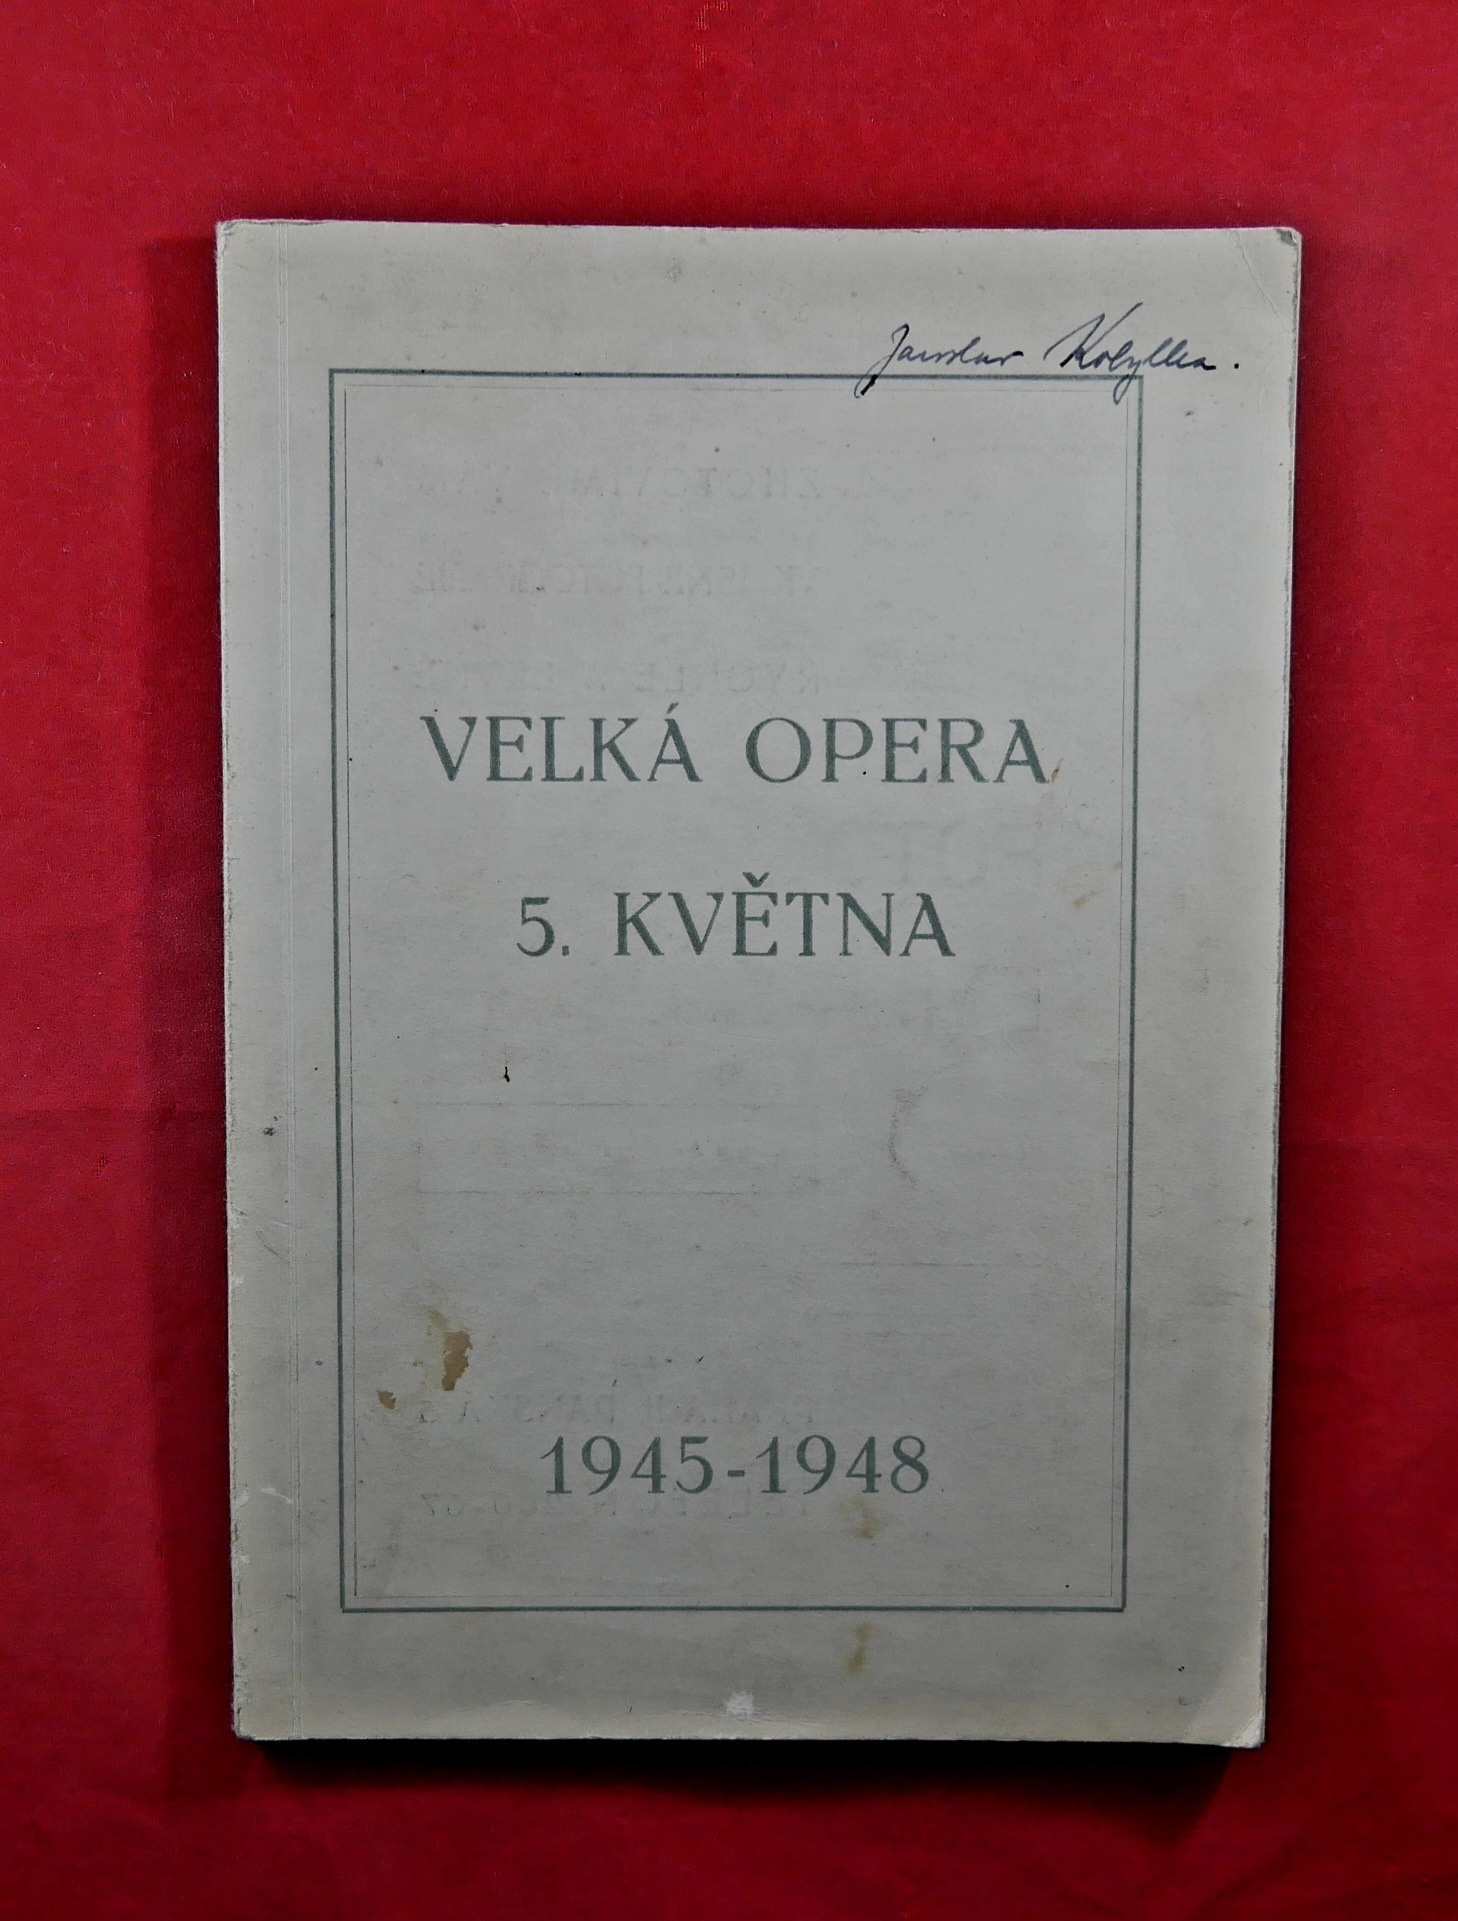 Jaroslav Kobylka.
VELKÁ OPERA
5. KVĚTNA
1945-1948